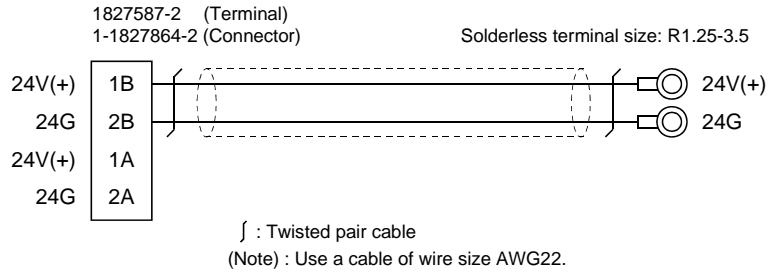 1827587-2 (Terminal)
1-1827864-2 (Connector) Solderless terminal size: R1.25-3.5
24V(+) 1B 24V(+)
24G 2B 24G
24V(+) 1A
24G 2A
∫ : Twisted pair cable
(Note) : Use a cable of wire size AWG22.